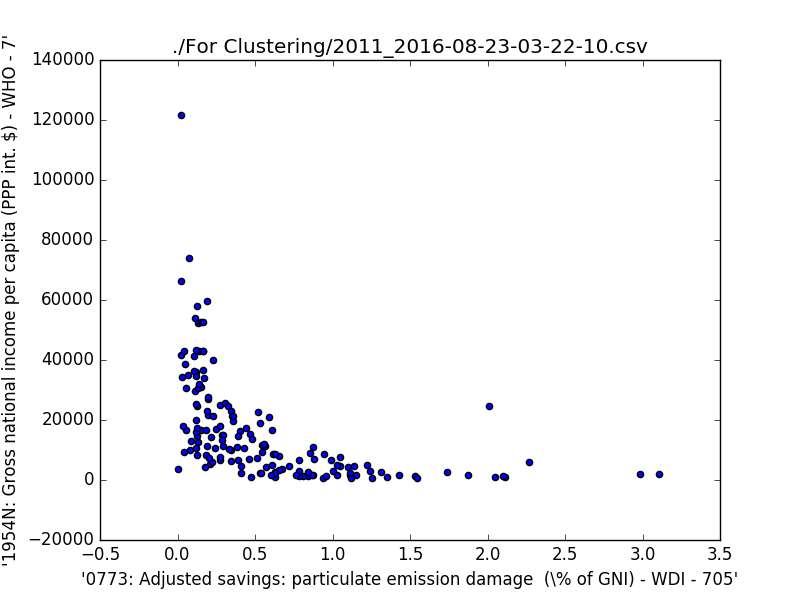 ./For Clustering/2011_2016-08-23-03-22-10.csv
'1954N: Gross national income per capita (PPP int. $) - WHO - 7'
140000
120000
100000
80000
60000
40000
20000
0
−20000
−0.5 0.0 0.5 1.0 1.5 2.0 2.5 3.0 3.5
'0773: Adjusted savings: particulate emission damage (\% of GNI) - WDI - 705'